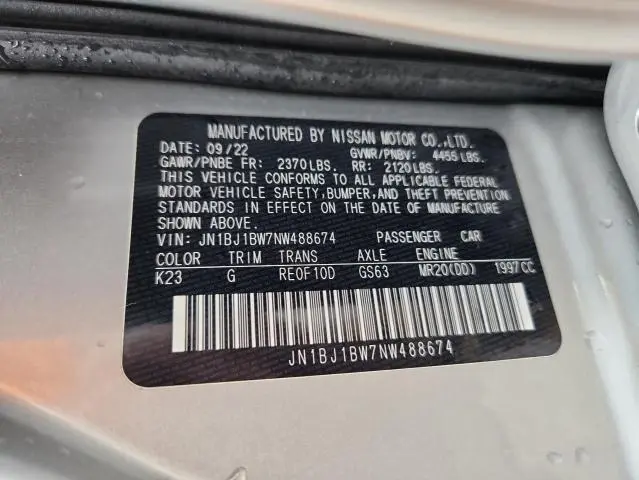 MANUFACTURED BY NISSAN MOTOR CO.,LTD.
DATE: 09/22 GVWR/PNBV: 4455 LBS.
GAWR/PNBE FR: 2370LBS. RR: 2120LBS.
THIS VEHICLE CONFORMS TO ALL APPLICABLE FEDERAL
MOTOR VEHICLE SAFETY,BUMPER,AND THEFT PREVENTION
STANDARDS IN EFFECT ON THE DATE OF MANUFACTURE
SHOWN ABOVE.
VIN: JN1BJ1BW7NW488674 PASSENGER CAR
COLOR TRIM TRANS AXLE ENGINE
K23 G RE0F10D GS63 MR20(DD) 1997CC
JN1BJ1BW7NW488674